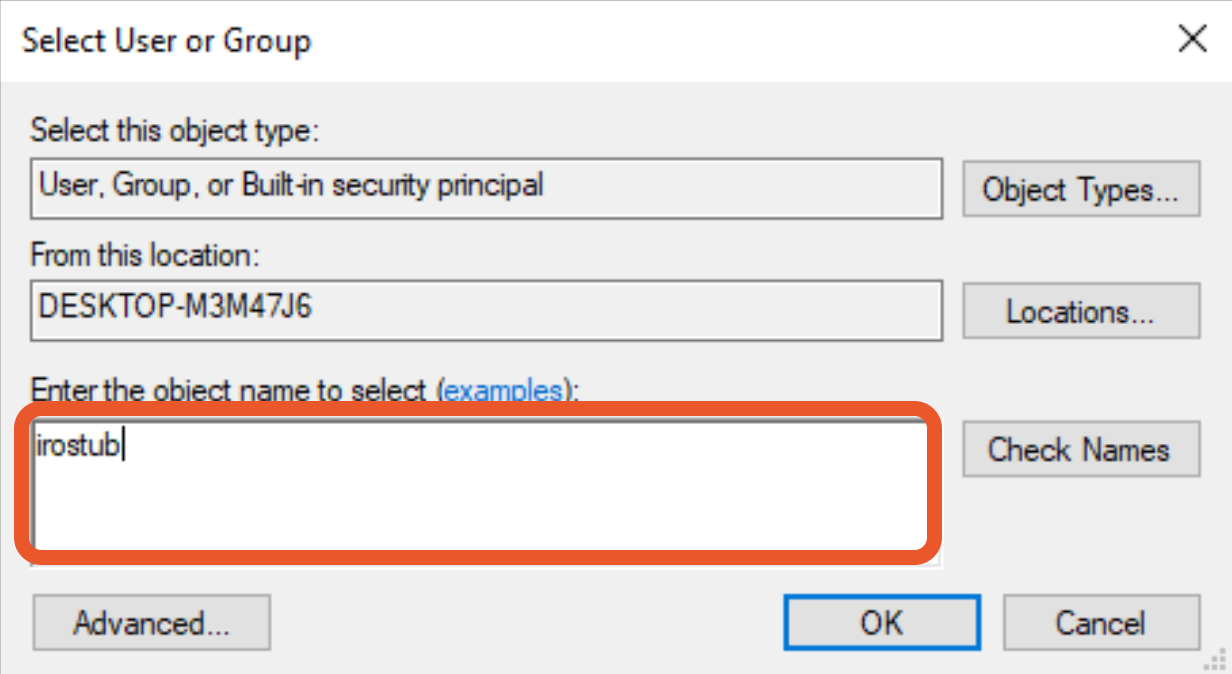 Select User or Group
Select this object type:
User, Group, or Built-in security principal
Object Types...
From this location:
DESKTOP-M3M47J6
Locations...
Enter the object name to select (examples):
irostub
Check Names
Advanced...
OK
Cancel